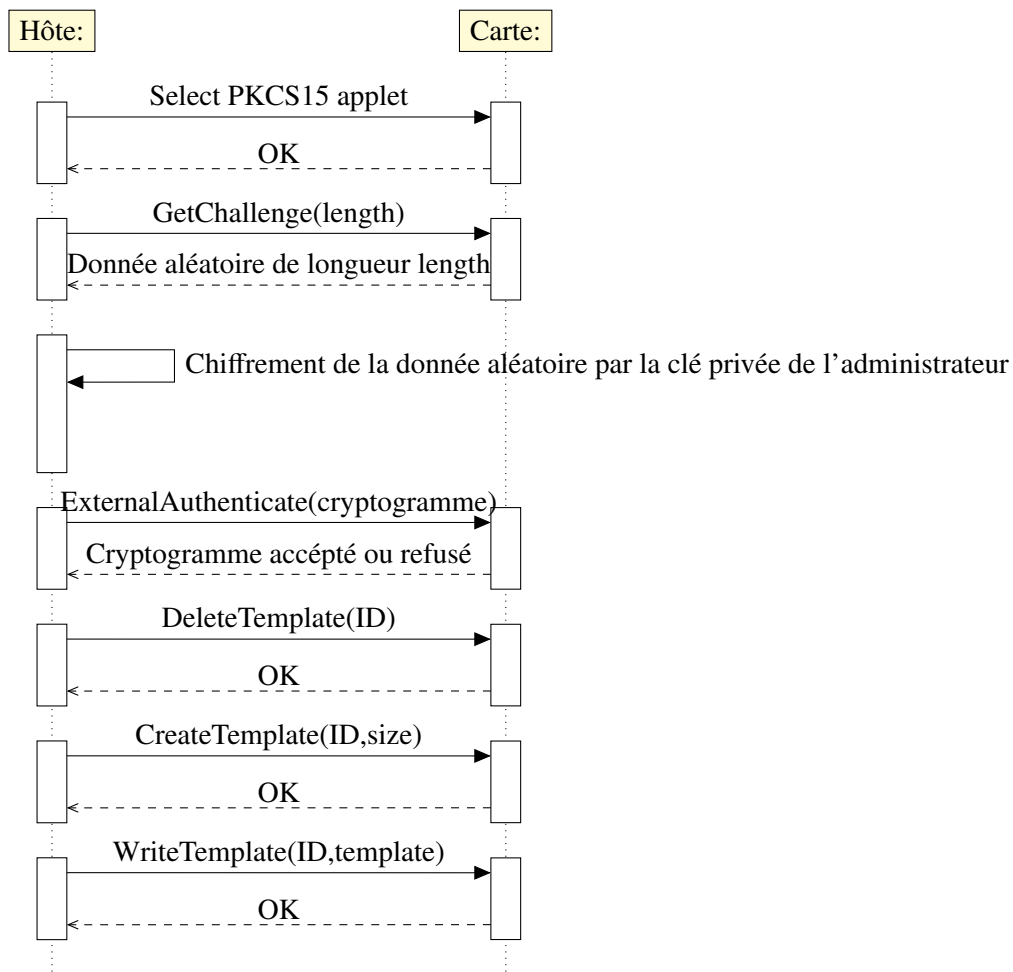 Hôte:
Carte:
Select PKCS15 applet
OK
GetChallenge(length)
Donnée aléatoire de longueur length
Chiffrement de la donnée aléatoire par la clé privée de l'administrateur
ExternalAuthenticate(cryptogramme)
Cryptogramme accépté ou refusé
DeleteTemplate(ID)
OK
CreateTemplate(ID,size)
OK
WriteTemplate(ID,template)
OK